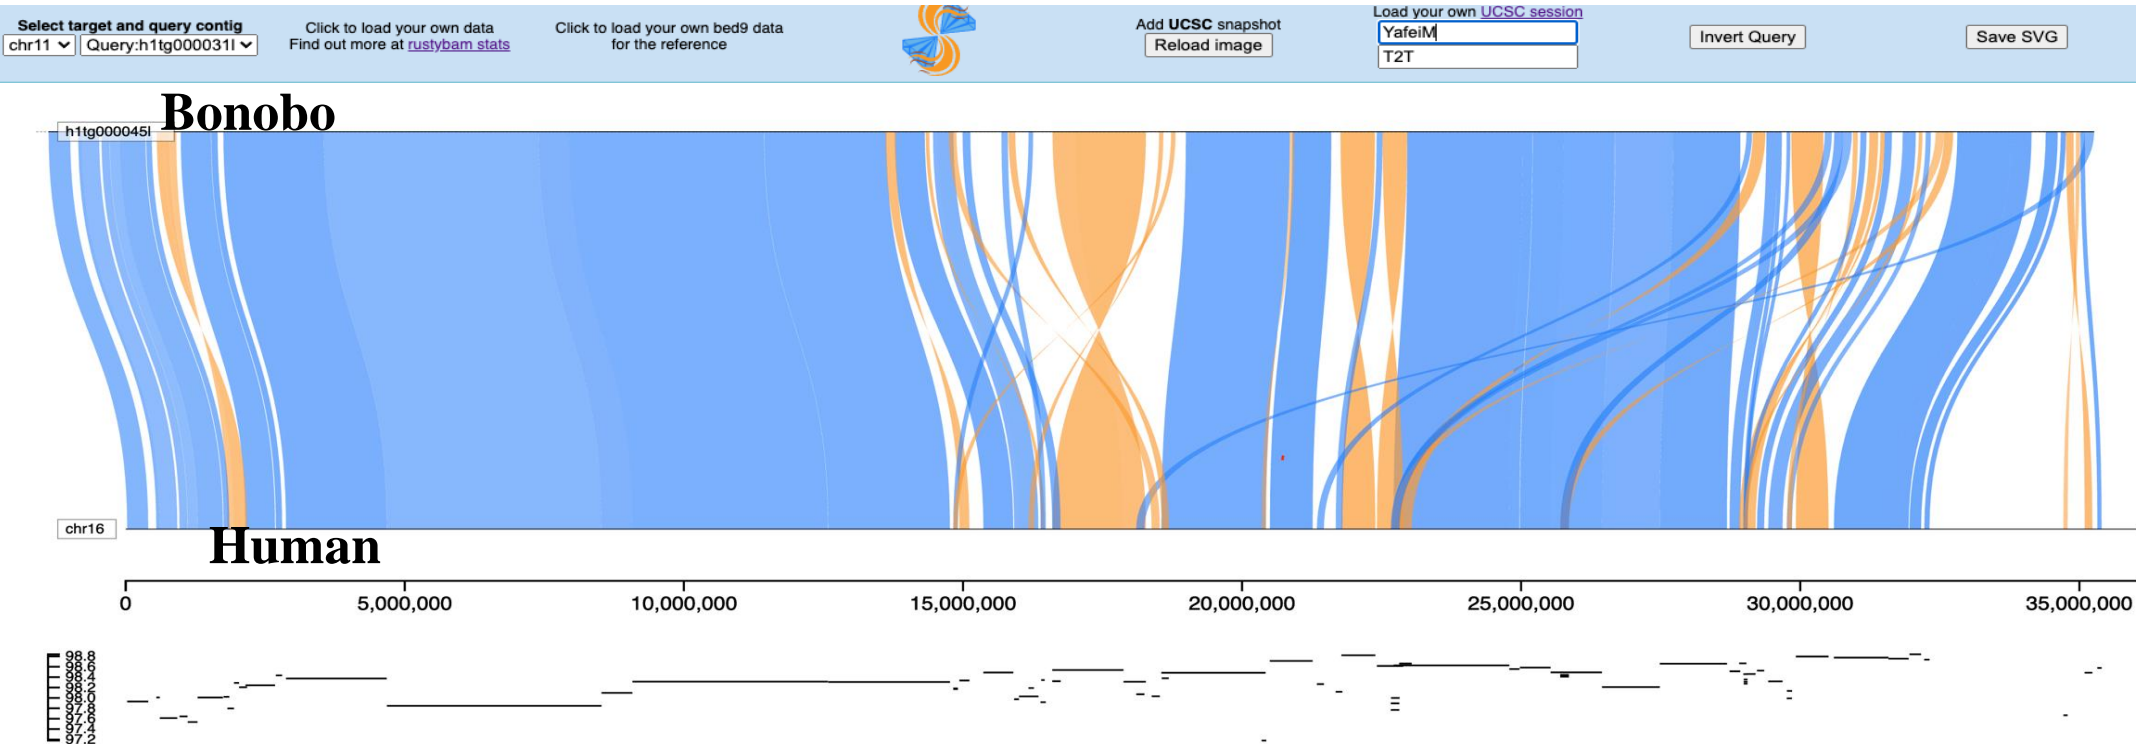 Select target and query contig
chr11 Query:h1tg000031l
Click to load your own data
Find out more at rustybam stats
Click to load your own bed9 data
for the reference
Add UCSC snapshot
Reload image
Load your own UCSC session
YafeiM
T2T
Invert Query
Save SVG
Bonobo
h1tg000045l
chr16
Human
0 5,000,000 10,000,000 15,000,000 20,000,000 25,000,000 30,000,000 35,000,000
98.8
98.6
98.4
98.2
98.0
97.8
97.6
97.4
97.2